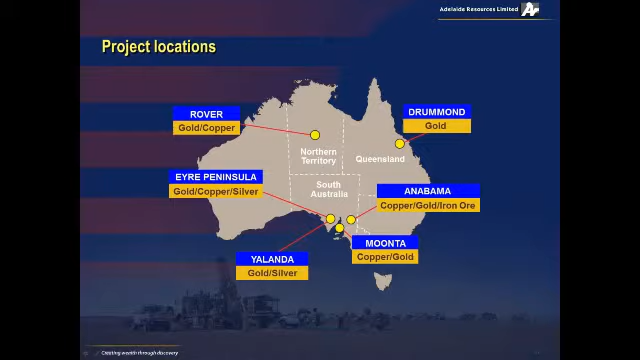 Adelaide Resources Limited
Project locations
ROVER
Gold/Copper
DRUMMOND
Gold
Northern
Territory
Queensland
EYRE PENINSULA
Gold/Copper/Silver
South
Australia
ANABAMA
Copper/Gold/Iron Ore
MOONTA
Copper/Gold
YALANDA
Gold/Silver
Creating wealth through discovery